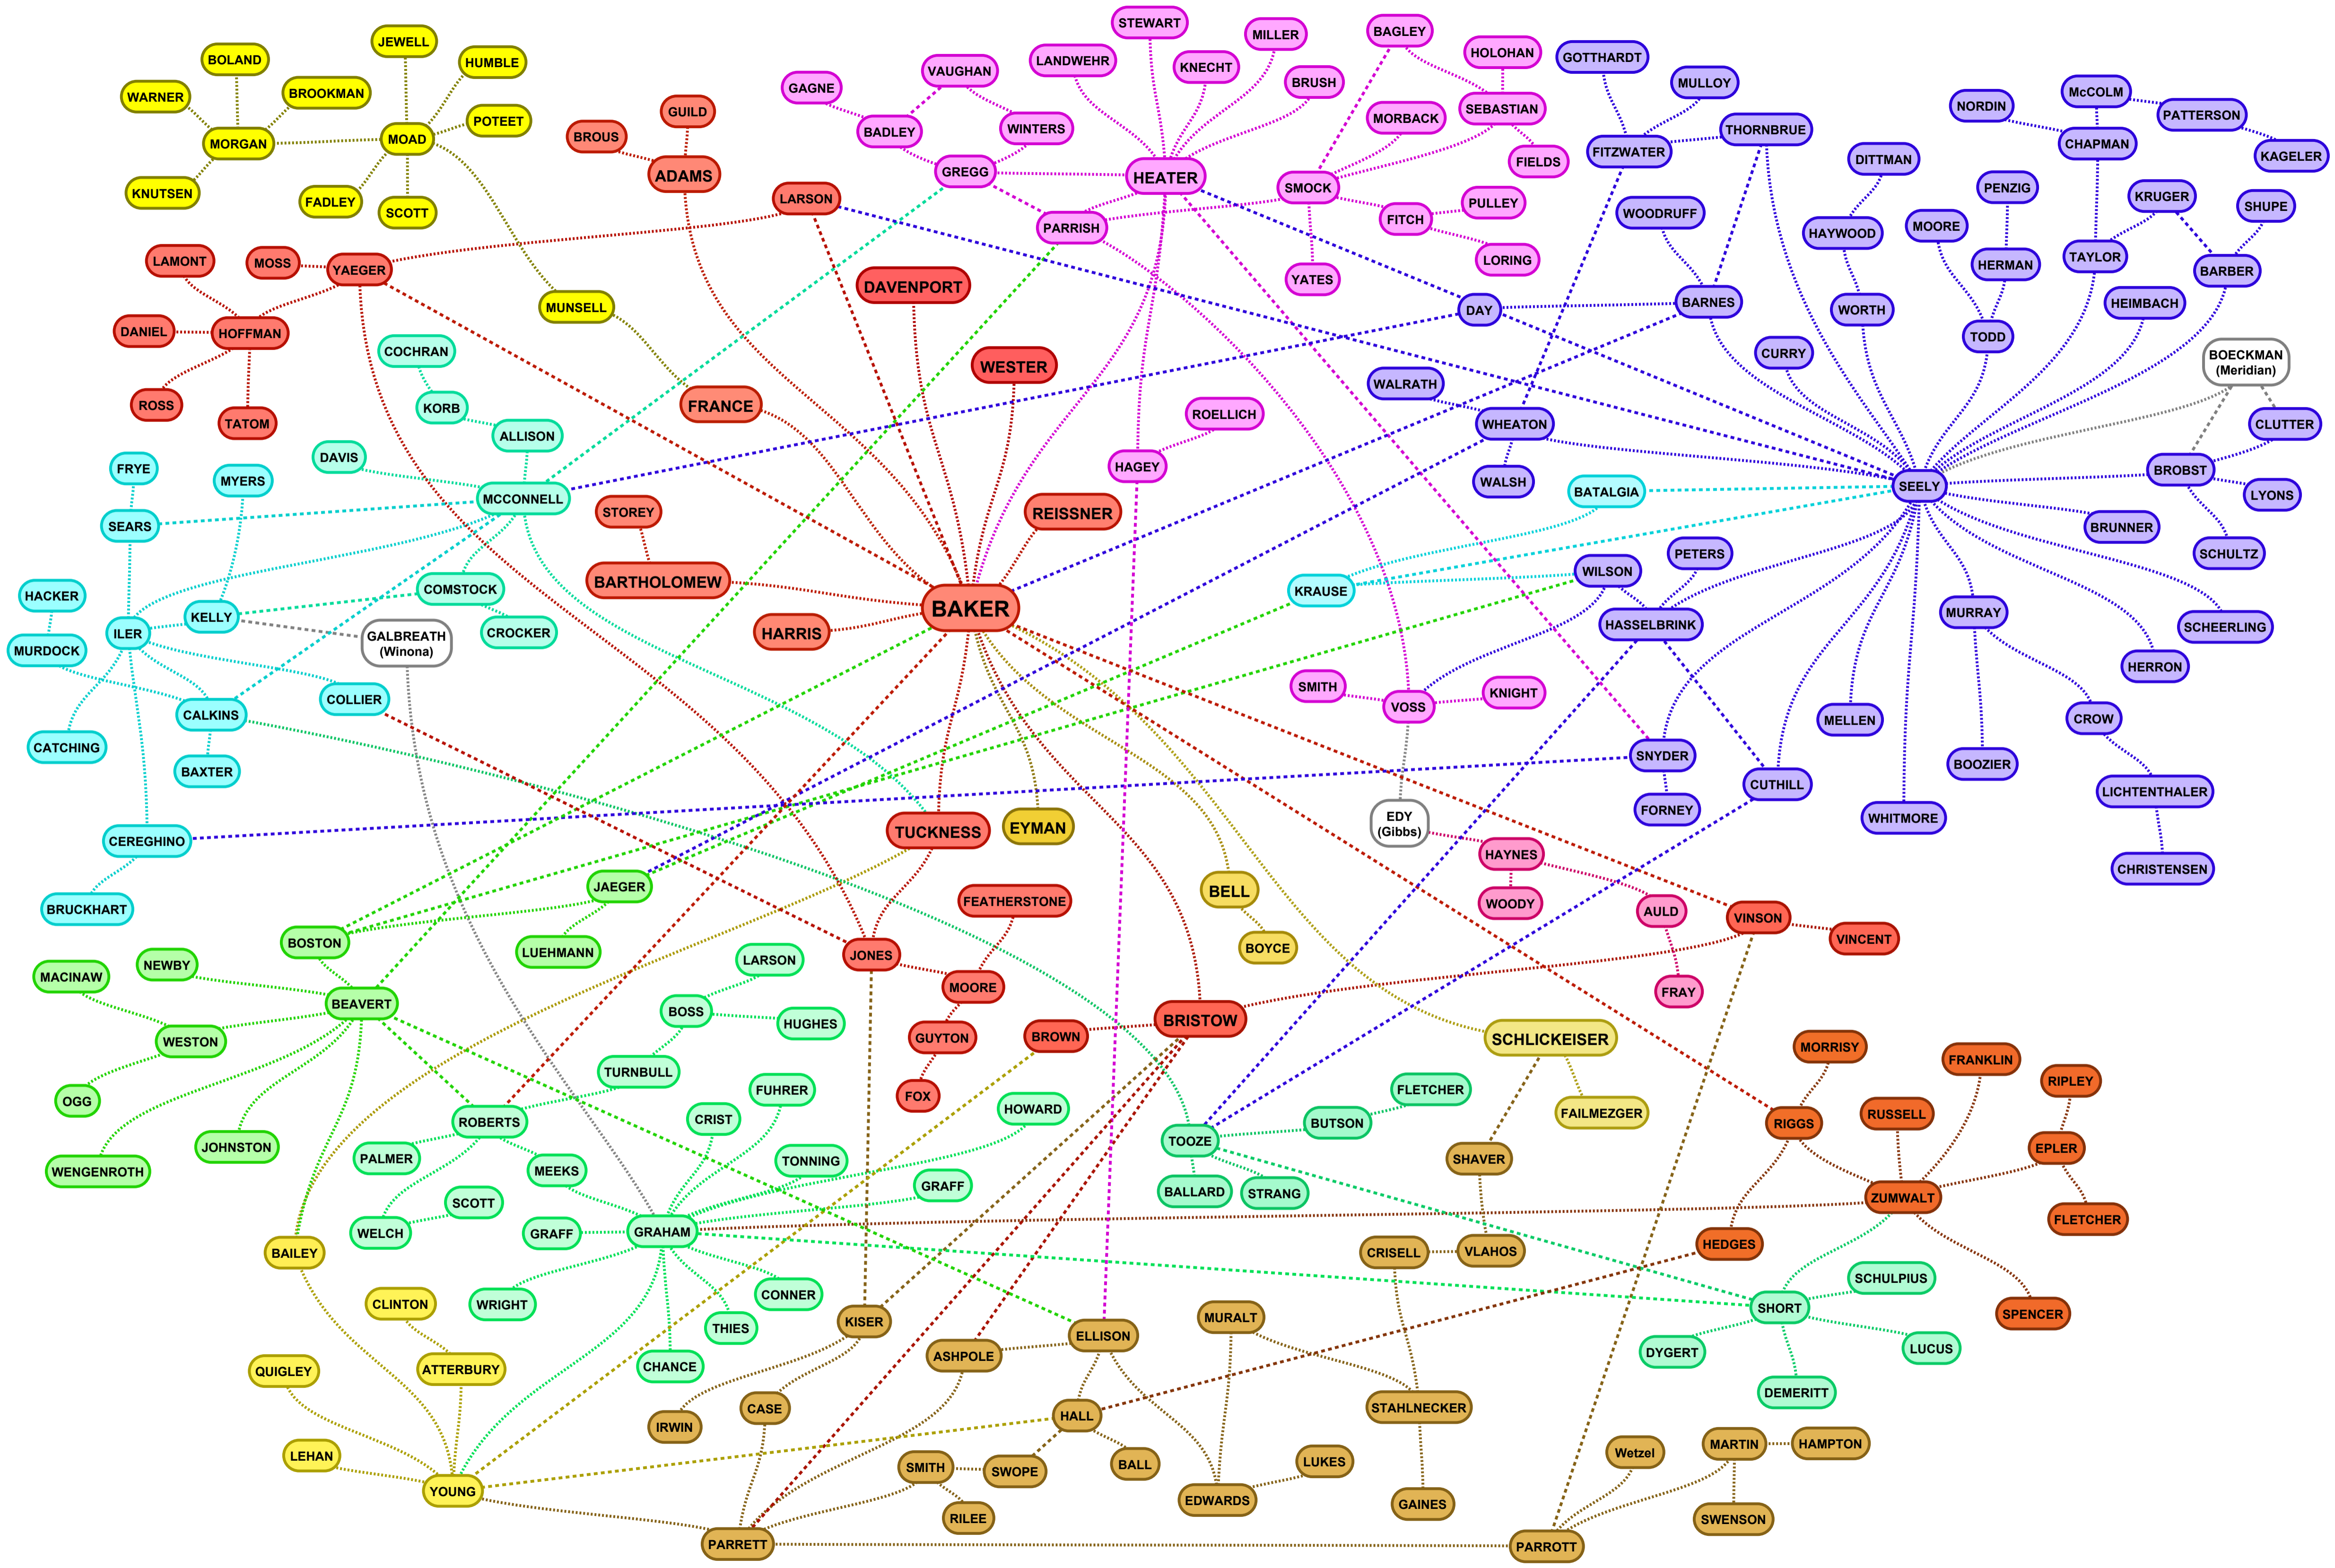 STEWART
JEWELL
BOLAND
HUMBLE
WARNER
BROOKMAN
POTEET
MORGAN
MOAD
KNUTSEN
FADLEY
SCOTT
MUNSELL
GUILD
BROUS
ADAMS
LARSON
GAGNE
VAUGHAN
BADLEY
WINTERS
GREGG
LANDWEHR
KNECHT
MILLER
BRUSH
HEATER
PARRISH
BAGLEY
HOLOHAN
SEBASTIAN
MORBACK
FIELDS
SMOCK
PULLEY
FITCH
LORING
YATES
GOTTHARDT
MULLOY
THORNBRUE
FITZWATER
WOODRUFF
DITTMAN
HAYWOOD
BARNES
WORTH
DAY
CURRY
NORDIN
McCOLM
PATTERSON
CHAPMAN
KAGELER
PENZIG
KRUGER
SHUPE
MOORE
HERMAN
TAYLOR
BARBER
HEIMBACH
TODD
BOECKMAN
(Meridian)
CLUTTER
BROBST
LYONS
SCHULTZ
BRUNNER
SEELY
LAMONT
MOSS
YAEGER
DANIEL
HOFFMAN
ROSS
TATOM
DAVENPORT
WESTER
FRANCE
COCHRAN
KORB
ALLISON
DAVIS
MCCONNELL
FRYE
MYERS
SEARS
STOREY
REISSNER
BARTHOLOMEW
BAKER
HARRIS
HACKER
KELLY
COMSTOCK
CROCKER
ILER
MURDOCK
GALBREATH
(Winona)
COLLIER
CALKINS
CATCHING
BAXTER
CEREGHINO
BRUCKHART
ROELLICH
HAGEY
WALRATH
WHEATON
WALSH
BATALGIA
KRAUSE
WILSON
PETERS
HASSELBRINK
SMITH
KNIGHT
VOSS
SNYDER
FORNEY
CUTHILL
MELLEN
WHITMORE
MURRAY
BOOZIER
CROW
LICHTENTHALER
CHRISTENSEN
SCHEERLING
HERRON
EDY
(Gibbs)
HAYNES
WOODY
AULD
FRAY
VINSON
VINCENT
TUCKNESS
EYMAN
BELL
BOYCE
JAEGER
LUEHMANN
BOSTON
NEWBY
MACINAW
BEAVERT
WESTON
OGG
WENGENROTH
JOHNSTON
FEATHERSTONE
JONES
MOORE
GUYTON
FOX
BROWN
BRISTOW
SCHLICKEISER
FAILMEZGER
LARSON
BOSS
HUGHES
TURNBULL
ROBERTS
PALMER
MEEKS
WELCH
SCOTT
CRIST
FUHRER
HOWARD
TONNING
GRAFF
GRAFF
GRAHAM
WRIGHT
CONNER
THIES
CHANCE
TOOZE
BUTSON
FLETCHER
BALLARD
STRANG
SHAVER
VLAHOS
CRISELL
MORRISY
FRANKLIN
RIPLEY
RUSSELL
RIGGS
EPLER
ZUMWALT
FLETCHER
HEDGES
SPENCER
SCHULPIUS
SHORT
LUCUS
DYGERT
DEMERITT
BAILEY
CLINTON
QUIGLEY
ATTERBURY
LEHAN
YOUNG
KISER
IRWIN
CASE
ASHPOLE
ELLISON
MURALT
HALL
STAHLNECKER
BALL
SWOPE
SMITH
RILEE
EDWARDS
LUKES
GAINES
PARRETT
PARROTT
Wetzel
MARTIN
HAMPTON
SWENSON